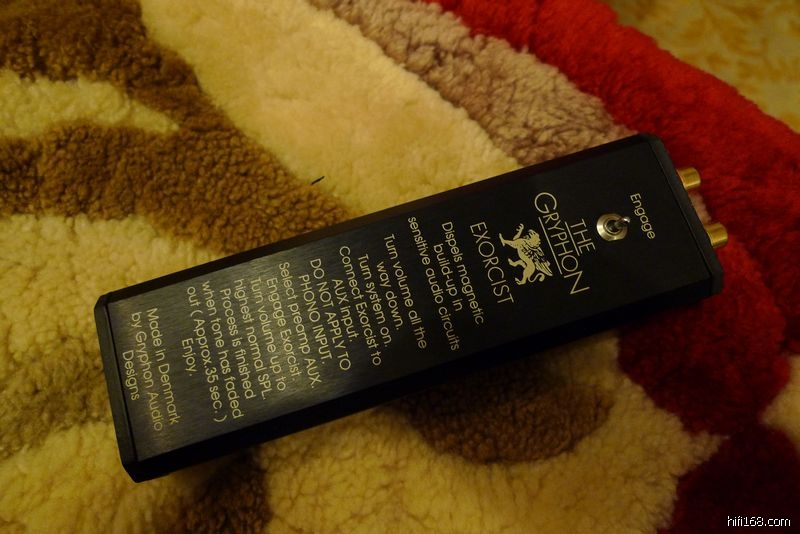 Engage
THE
GRYPHON
EXORCIST
Dispels magnetic
build-up in
sensitive audio circuits
Turn volume all the
way down.
Turn system on.
Connect Exorcist to
AUX Input.
DO NOT APPLY TO
PHONO INPUT.
Select preamp AUX.
Engage Exorcist.
Turn volume up to
highest normal SPL.
Process is finished
when tone has faded
out (Approx.35 sec.)
Enjoy.
Made in Denmark
by Gryphon Audio
Designs
hifi168.com